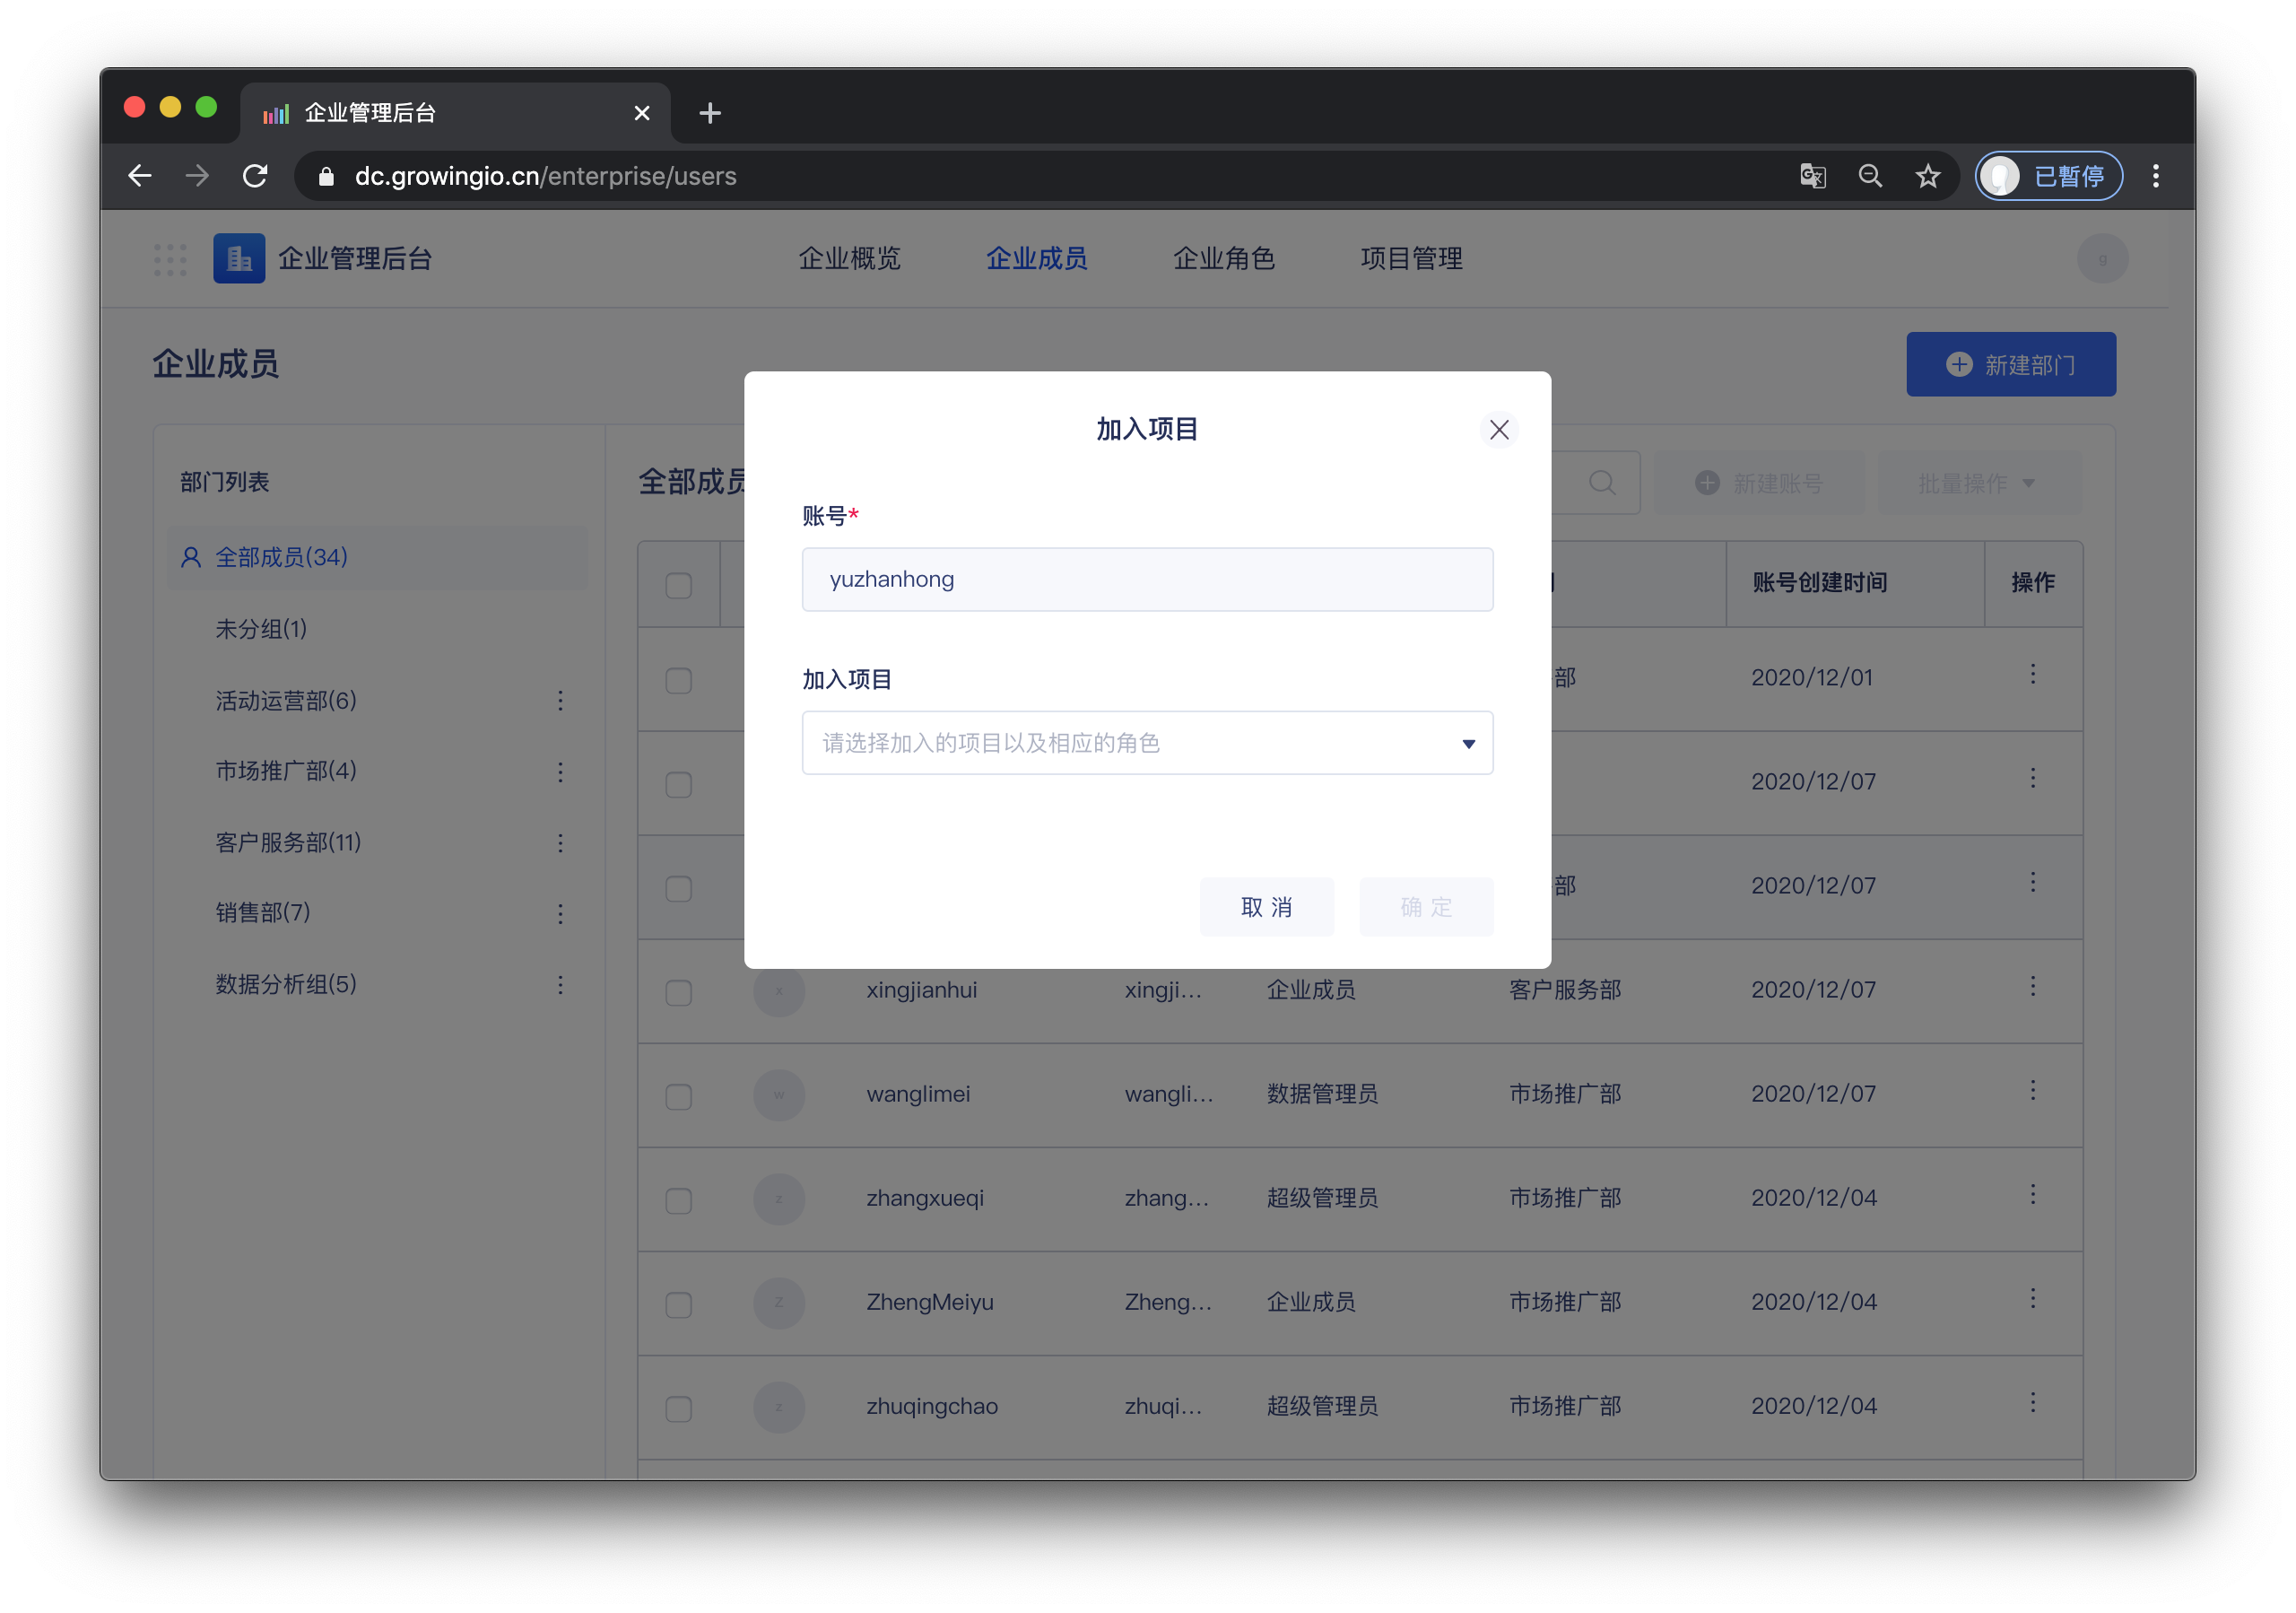 企业管理后台
dc.growingio.cn/enterprise/users
已暂停
企业管理后台
企业概览
企业成员
企业角色
项目管理
g
企业成员
新建部门
部门列表
全部成员(34)
未分组(1)
活动运营部(6)
市场推广部(4)
客户服务部(11)
销售部(7)
数据分析组(5)
全部成员
新建账号
批量操作
账号创建时间 操作
部 2020/12/01
2020/12/07
部 2020/12/07
x xingjianhui xingji... 企业成员 客户服务部 2020/12/07
w wanglimei wangli... 数据管理员 市场推广部 2020/12/07
z zhangxueqi zhang... 超级管理员 市场推广部 2020/12/04
Z ZhengMeiyu Zheng... 企业成员 市场推广部 2020/12/04
z zhuqingchao zhuqi... 超级管理员 市场推广部 2020/12/04
加入项目
账号*
yuzhanhong
加入项目
请选择加入的项目以及相应的角色
取 消
确 定